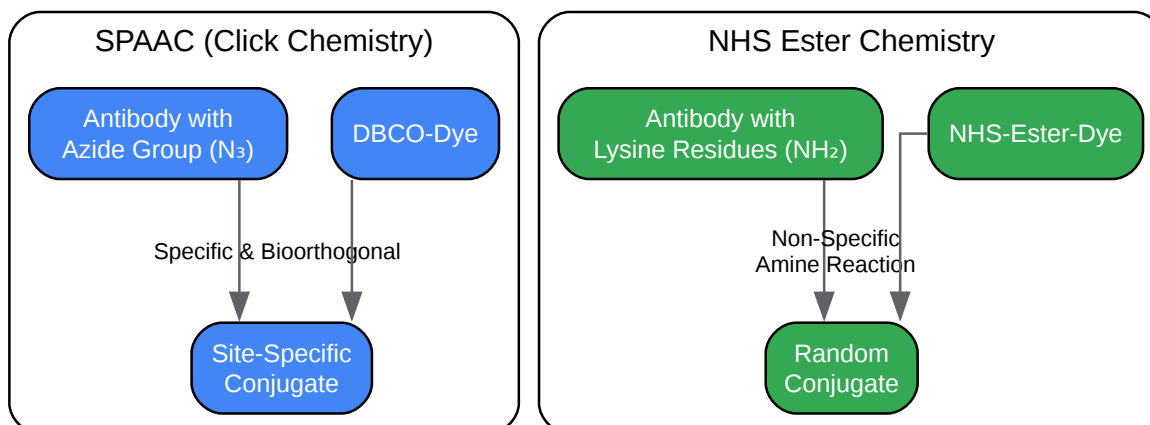 SPAAC (Click Chemistry)
Antibody with
Azide Group (N₃)
DBCO-Dye
Specific & Bioorthogonal
Site-Specific
Conjugate
NHS Ester Chemistry
Antibody with
Lysine Residues (NH₂)
NHS-Ester-Dye
Non-Specific
Amine Reaction
Random
Conjugate